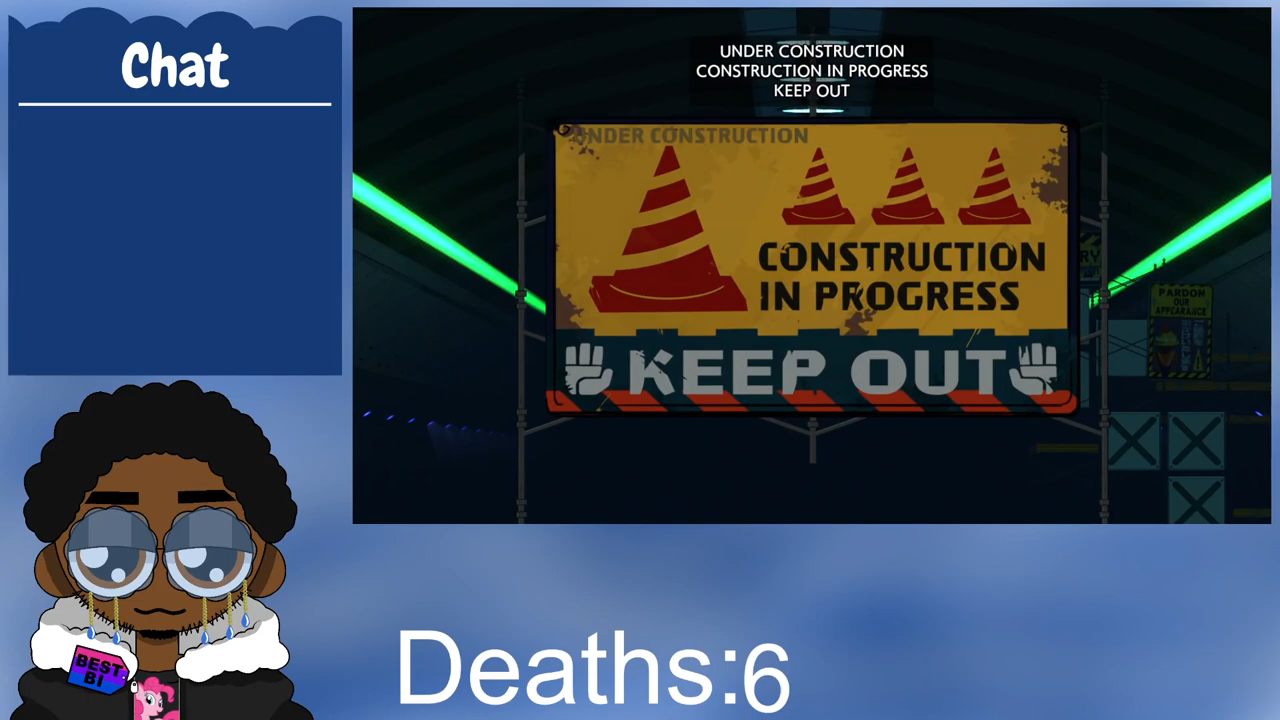 Chat
UNDER CONSTRUCTION
CONSTRUCTION IN PROGRESS
KEEP OUT
UNDER CONSTRUCTION
CONSTRUCTION
IN PROGRESS
KEEP OUT
RY
PARDON
OUR
APPEARANCE
BEST
BI
Deaths:6